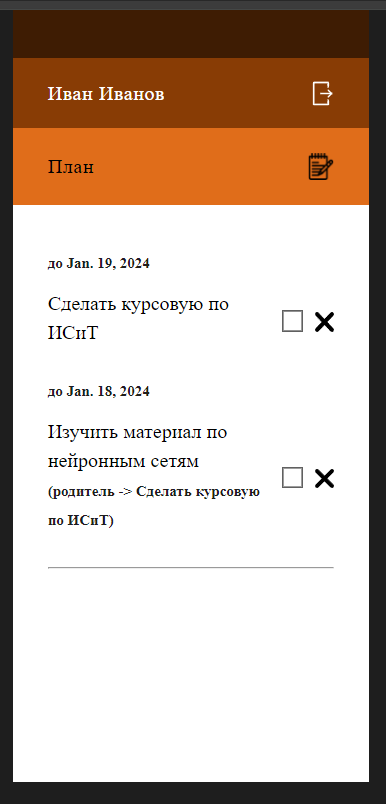 Иван Иванов
План
до Jan. 19, 2024
Сделать курсовую по
ИСиТ
до Jan. 18, 2024
Изучить материал по
нейронным сетям
(родитель -> Сделать курсовую
по ИСиТ)